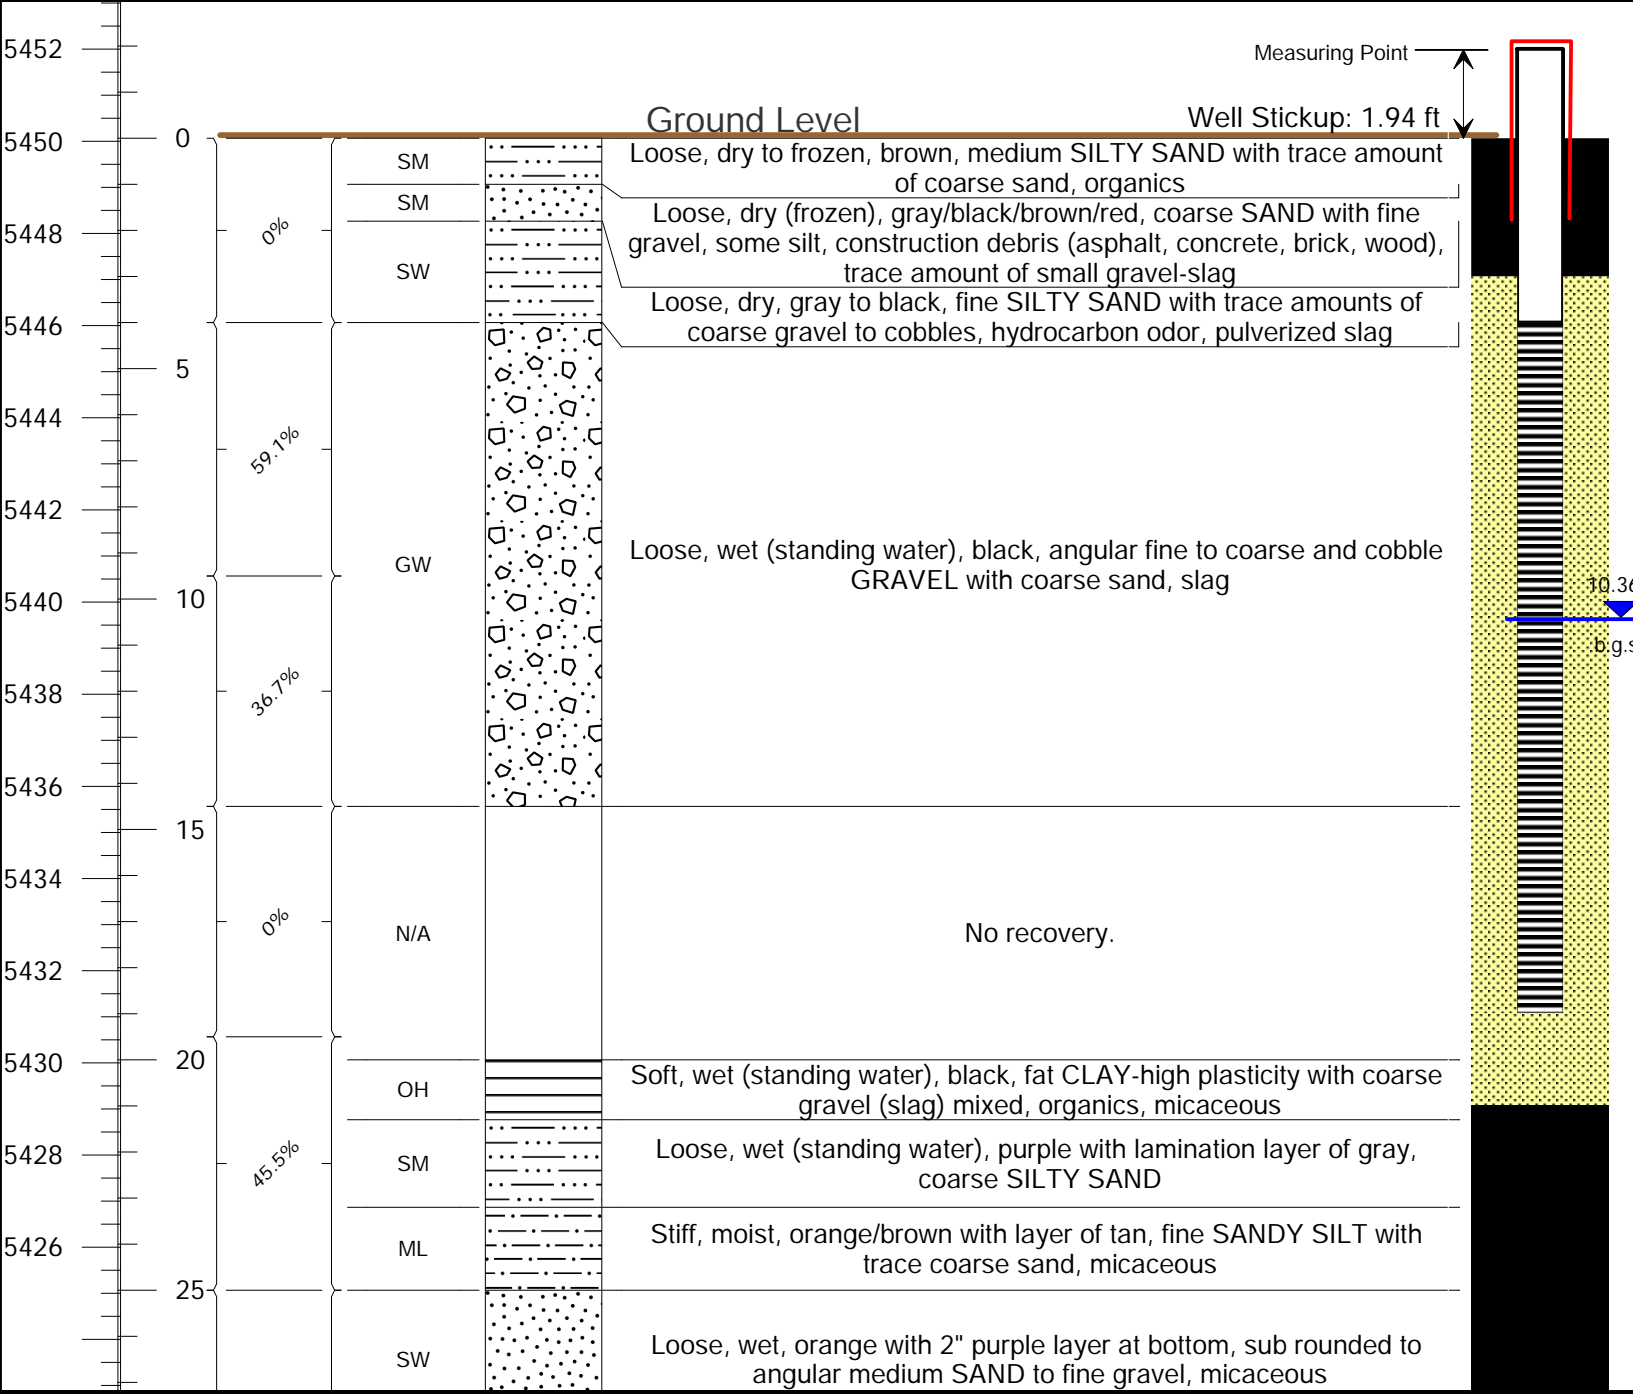 5452
Measuring Point
Ground Level
Well Stickup: 1.94 ft
5450
0
SM
Loose, dry to frozen, brown, medium SILTY SAND with trace amount
of coarse sand, organics
SM
Loose, dry (frozen), gray/black/brown/red, coarse SAND with fine
gravel, some silt, construction debris (asphalt, concrete, brick, wood),
trace amount of small gravel-slag
5448
0%
SW
Loose, dry, gray to black, fine SILTY SAND with trace amounts of
coarse gravel to cobbles, hydrocarbon odor, pulverized slag
5446
5
5444
59.1%
5442
GW
Loose, wet (standing water), black, angular fine to coarse and cobble
GRAVEL with coarse sand, slag
5440
10
10.36
b.g.s
5438
36.7%
5436
15
5434
0%
N/A
No recovery.
5432
5430
20
OH
Soft, wet (standing water), black, fat CLAY-high plasticity with coarse
gravel (slag) mixed, organics, micaceous
5428
45.5%
SM
Loose, wet (standing water), purple with lamination layer of gray,
coarse SILTY SAND
5426
ML
Stiff, moist, orange/brown with layer of tan, fine SANDY SILT with
trace coarse sand, micaceous
25
SW
Loose, wet, orange with 2" purple layer at bottom, sub rounded to
angular medium SAND to fine gravel, micaceous